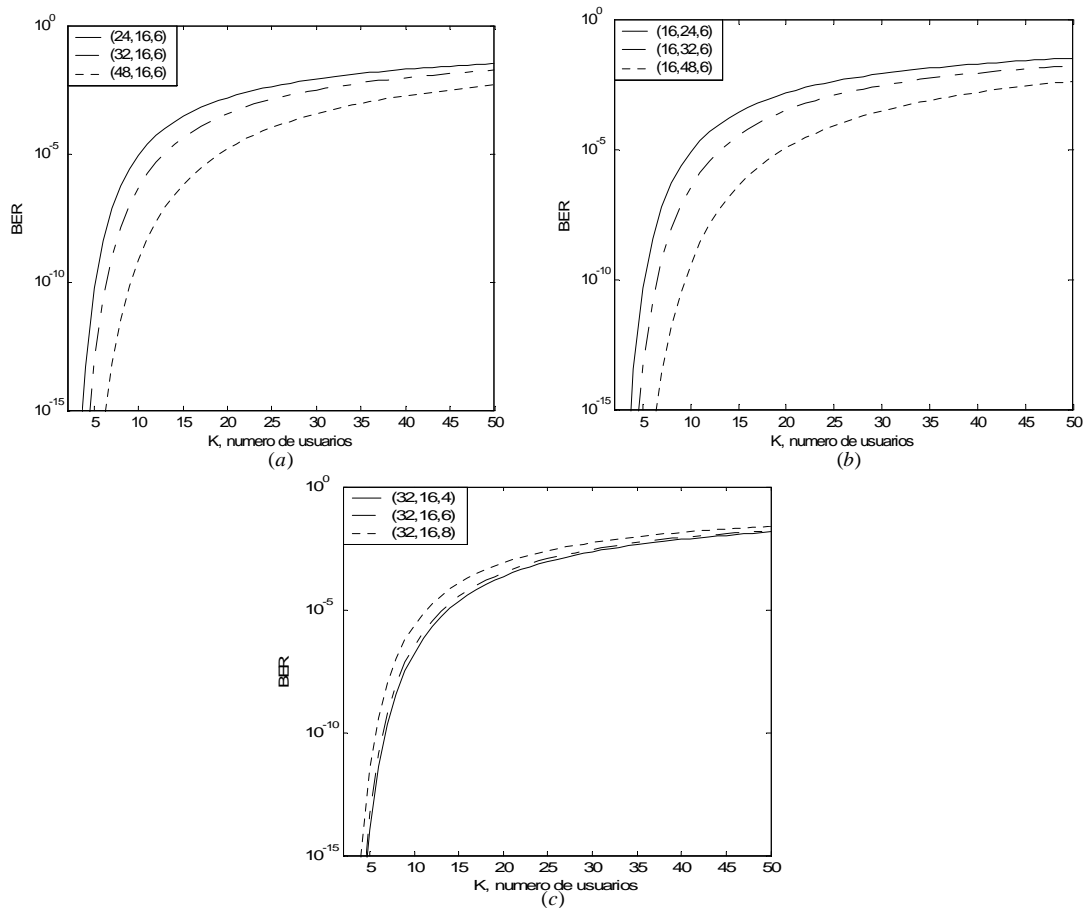 10^0
(24,16,6)
(32,16,6)
(48,16,6)
10^-5
BER
10^-10
10^-15
5 10 15 20 25 30 35 40 45 50
K, numero de usuarios
(a)
10^0
(16,24,6)
(16,32,6)
(16,48,6)
10^-5
BER
10^-10
10^-15
5 10 15 20 25 30 35 40 45 50
K, numero de usuarios
(b)
10^0
(32,16,4)
(32,16,6)
(32,16,8)
10^-5
BER
10^-10
10^-15
5 10 15 20 25 30 35 40 45 50
K, numero de usuarios
(c)